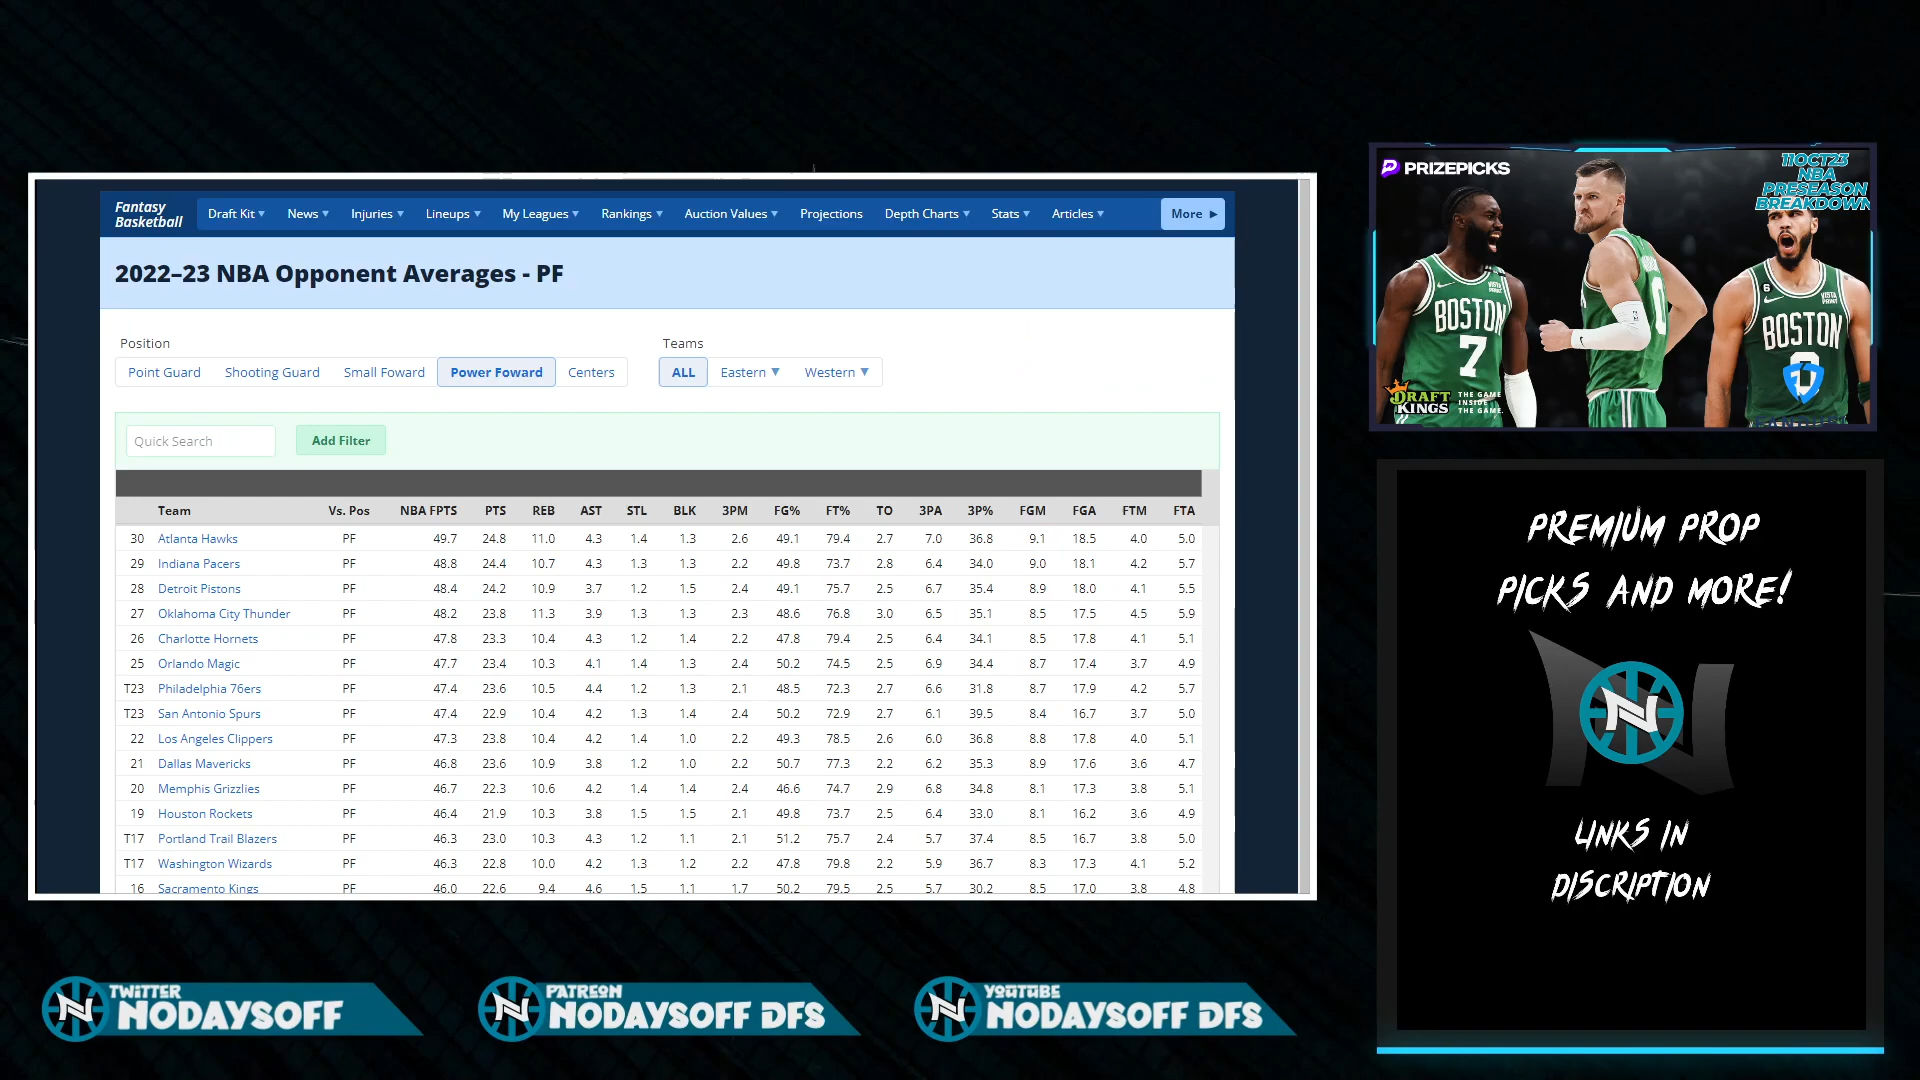 Fantasy
Basketball
Draft Kit News Injuries Lineups My Leagues Rankings Auction Values Projections Depth Charts Stats Articles More
2022–23 NBA Opponent Averages - PF
Position Teams
Point Guard Shooting Guard Small Foward Power Foward Centers ALL Eastern Western
Quick Search Add Filter
Team Vs. Pos NBA FPTS PTS REB AST STL BLK 3PM FG% FT% TO 3PA 3P% FGM FGA FTM FTA
30 Atlanta Hawks PF 49.7 24.8 11.0 4.3 1.4 1.3 2.6 49.1 79.4 2.7 7.0 36.8 9.1 18.5 4.0 5.0
29 Indiana Pacers PF 48.8 24.4 10.7 4.3 1.3 1.3 2.2 49.8 73.7 2.8 6.4 34.0 9.0 18.1 4.2 5.7
28 Detroit Pistons PF 48.4 24.2 10.9 3.7 1.2 1.5 2.4 49.1 75.7 2.5 6.7 35.4 8.9 18.0 4.1 5.5
27 Oklahoma City Thunder PF 48.2 23.8 11.3 3.9 1.3 1.3 2.3 48.6 76.8 3.0 6.5 35.1 8.5 17.5 4.5 5.9
26 Charlotte Hornets PF 47.8 23.3 10.4 4.3 1.2 1.4 2.2 47.8 79.4 2.5 6.4 34.1 8.5 17.8 4.1 5.1
25 Orlando Magic PF 47.7 23.4 10.3 4.1 1.4 1.3 2.4 50.2 74.5 2.5 6.9 34.4 8.7 17.4 3.7 4.9
T23 Philadelphia 76ers PF 47.4 23.6 10.5 4.4 1.2 1.3 2.1 48.5 72.3 2.7 6.6 31.8 8.7 17.9 4.2 5.7
T23 San Antonio Spurs PF 47.4 22.9 10.4 4.2 1.3 1.4 2.4 50.2 72.9 2.7 6.1 39.5 8.4 16.7 3.7 5.0
22 Los Angeles Clippers PF 47.3 23.8 10.4 4.2 1.4 1.0 2.2 49.3 78.5 2.6 6.0 36.8 8.8 17.8 4.0 5.1
21 Dallas Mavericks PF 46.8 23.6 10.9 3.8 1.2 1.0 2.2 50.7 77.3 2.2 6.2 35.3 8.9 17.6 3.6 4.7
20 Memphis Grizzlies PF 46.7 22.3 10.6 4.2 1.4 1.4 2.4 46.6 74.7 2.9 6.8 34.8 8.1 17.3 3.8 5.1
19 Houston Rockets PF 46.4 21.9 10.3 3.8 1.5 1.5 2.1 49.8 73.7 2.5 6.4 33.0 8.1 16.2 3.6 4.9
T17 Portland Trail Blazers PF 46.3 23.0 10.3 4.3 1.2 1.1 2.1 51.2 75.7 2.4 5.7 37.4 8.5 16.7 3.8 5.0
T17 Washington Wizards PF 46.3 22.8 10.0 4.2 1.3 1.2 2.2 47.8 79.8 2.2 5.9 36.7 8.3 17.3 4.1 5.2
16 Sacramento Kings PF 46.0 22.6 9.4 4.6 1.5 1.1 1.7 50.2 79.5 2.5 5.7 30.2 8.5 17.0 3.8 4.8
PRIZEPICKS
11OCT23
NBA
PRESEASON
BREAKDOWN
BOSTON
7
BOSTON
0
6
VISTA
PRINT
DRAFT
KINGS
THE GAME
INSIDE
THE GAME.
PREMIUM PROP
PICKS AND MORE!
N
LINKS IN
DISCRIPTION
TWITTER
NODAYSOFF
PATREON
NODAYSOFF DFS
YOUTUBE
NODAYSOFF DFS